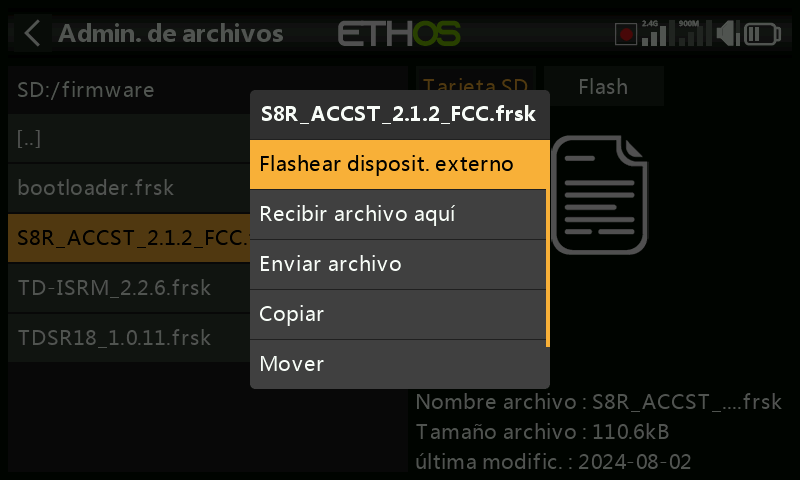 Admin. de archivos
ETHOS
2.4G
900M
SD:/firmware
Tarjeta SD
Flash
[..]
bootloader.frsk
S8R_ACCST_2.1.2_FCC.
TD-ISRM_2.2.6.frsk
TDSR18_1.0.11.frsk
S8R_ACCST_2.1.2_FCC.frsk
Flashear disposit. externo
Recibir archivo aquí
Enviar archivo
Copiar
Mover
Nombre archivo : S8R_ACCST_....frsk
Tamaño archivo : 110.6kB
última modific. : 2024-08-02